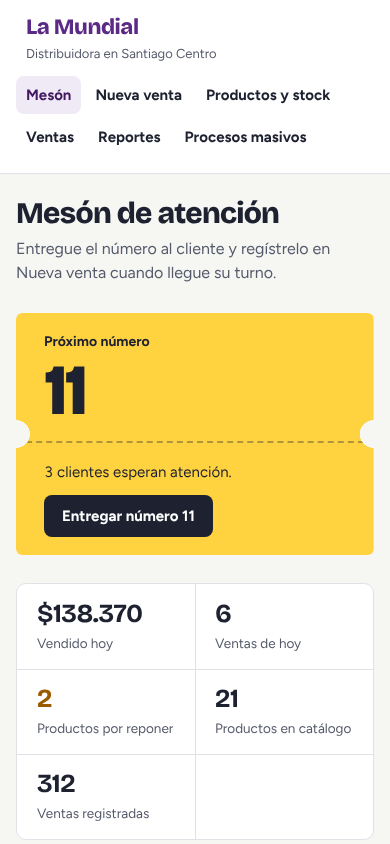 La Mundial
Distribuidora en Santiago Centro
Mesón Nueva venta Productos y stock
Ventas Reportes Procesos masivos
Mesón de atención
Entregue el número al cliente y regístrelo en
Nueva venta cuando llegue su turno.
Próximo número
11
3 clientes esperan atención.
Entregar número 11
$138.370 6
Vendido hoy Ventas de hoy
2 21
Productos por reponer Productos en catálogo
312
Ventas registradas